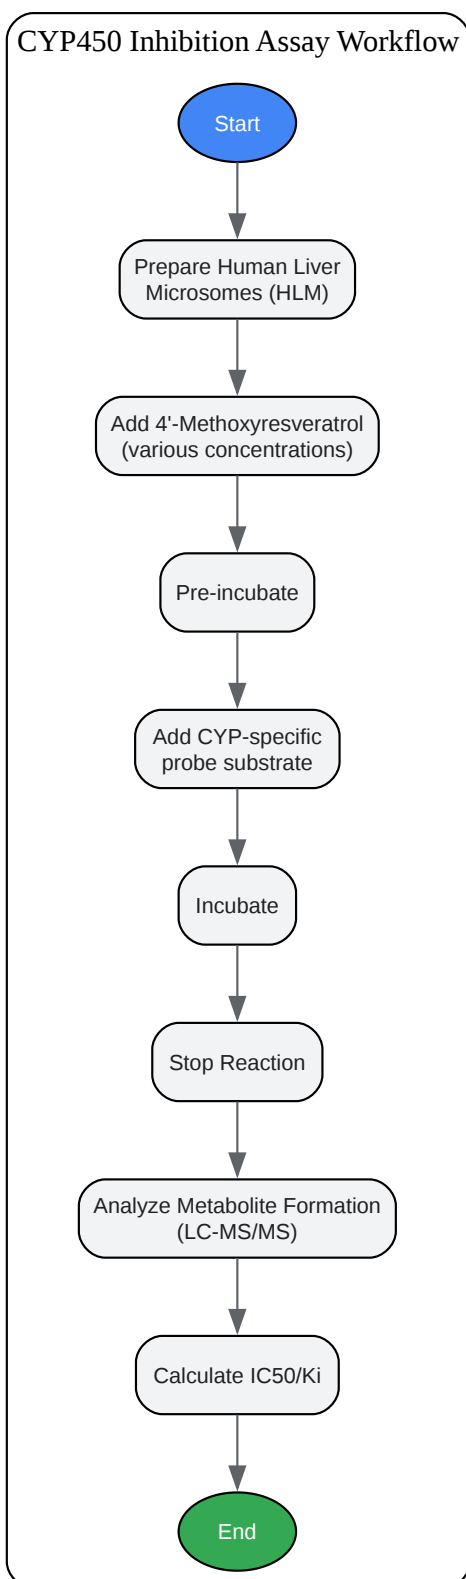 CYP450 Inhibition Assay Workflow
Start
Prepare Human Liver
Microsomes (HLM)
Add 4'-Methoxyresveratrol
(various concentrations)
Pre-incubate
Add CYP-specific
probe substrate
Incubate
Stop Reaction
Analyze Metabolite Formation
(LC-MS/MS)
Calculate IC50/Ki
End